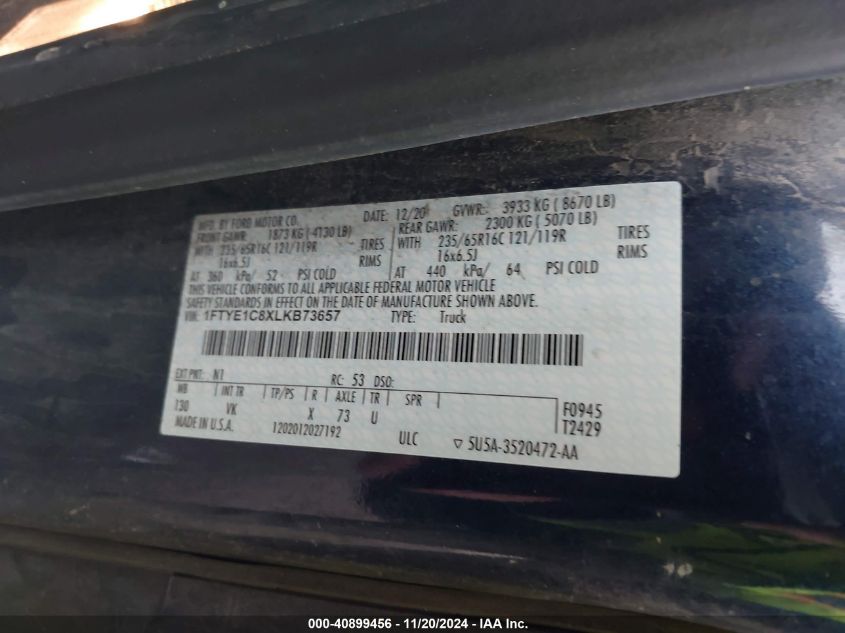 MFD. BY FORD MOTOR CO. DATE: 12/20 GVWR: 3933 KG ( 8670 LB)
FRONT GAWR: 1873 KG ( 4130 LB) REAR GAWR: 2300 KG ( 5070 LB)
WITH 235/65R16C 121/119R TIRES WITH 235/65R16C 121/119R TIRES
16x6.5J RIMS 16x6.5J RIMS
AT 360 kPa/ 52 PSI COLD AT 440 kPa/ 64 PSI COLD
THIS VEHICLE CONFORMS TO ALL APPLICABLE FEDERAL MOTOR VEHICLE
SAFETY STANDARDS IN EFFECT ON THE DATE OF MANUFACTURE SHOWN ABOVE.
VIN: 1FTYE1C8XLKB73657 TYPE: Truck
EXT PNT: N1 RC: 53 DSO:
WB INT TR TP/PS R AXLE TR SPR F0945
130 VK X 73 U T2429
MADE IN U.S.A. 1202012027192 ULC ▽ 5U5A-3520472-AA
000-40899456 - 11/20/2024 - IAA Inc.